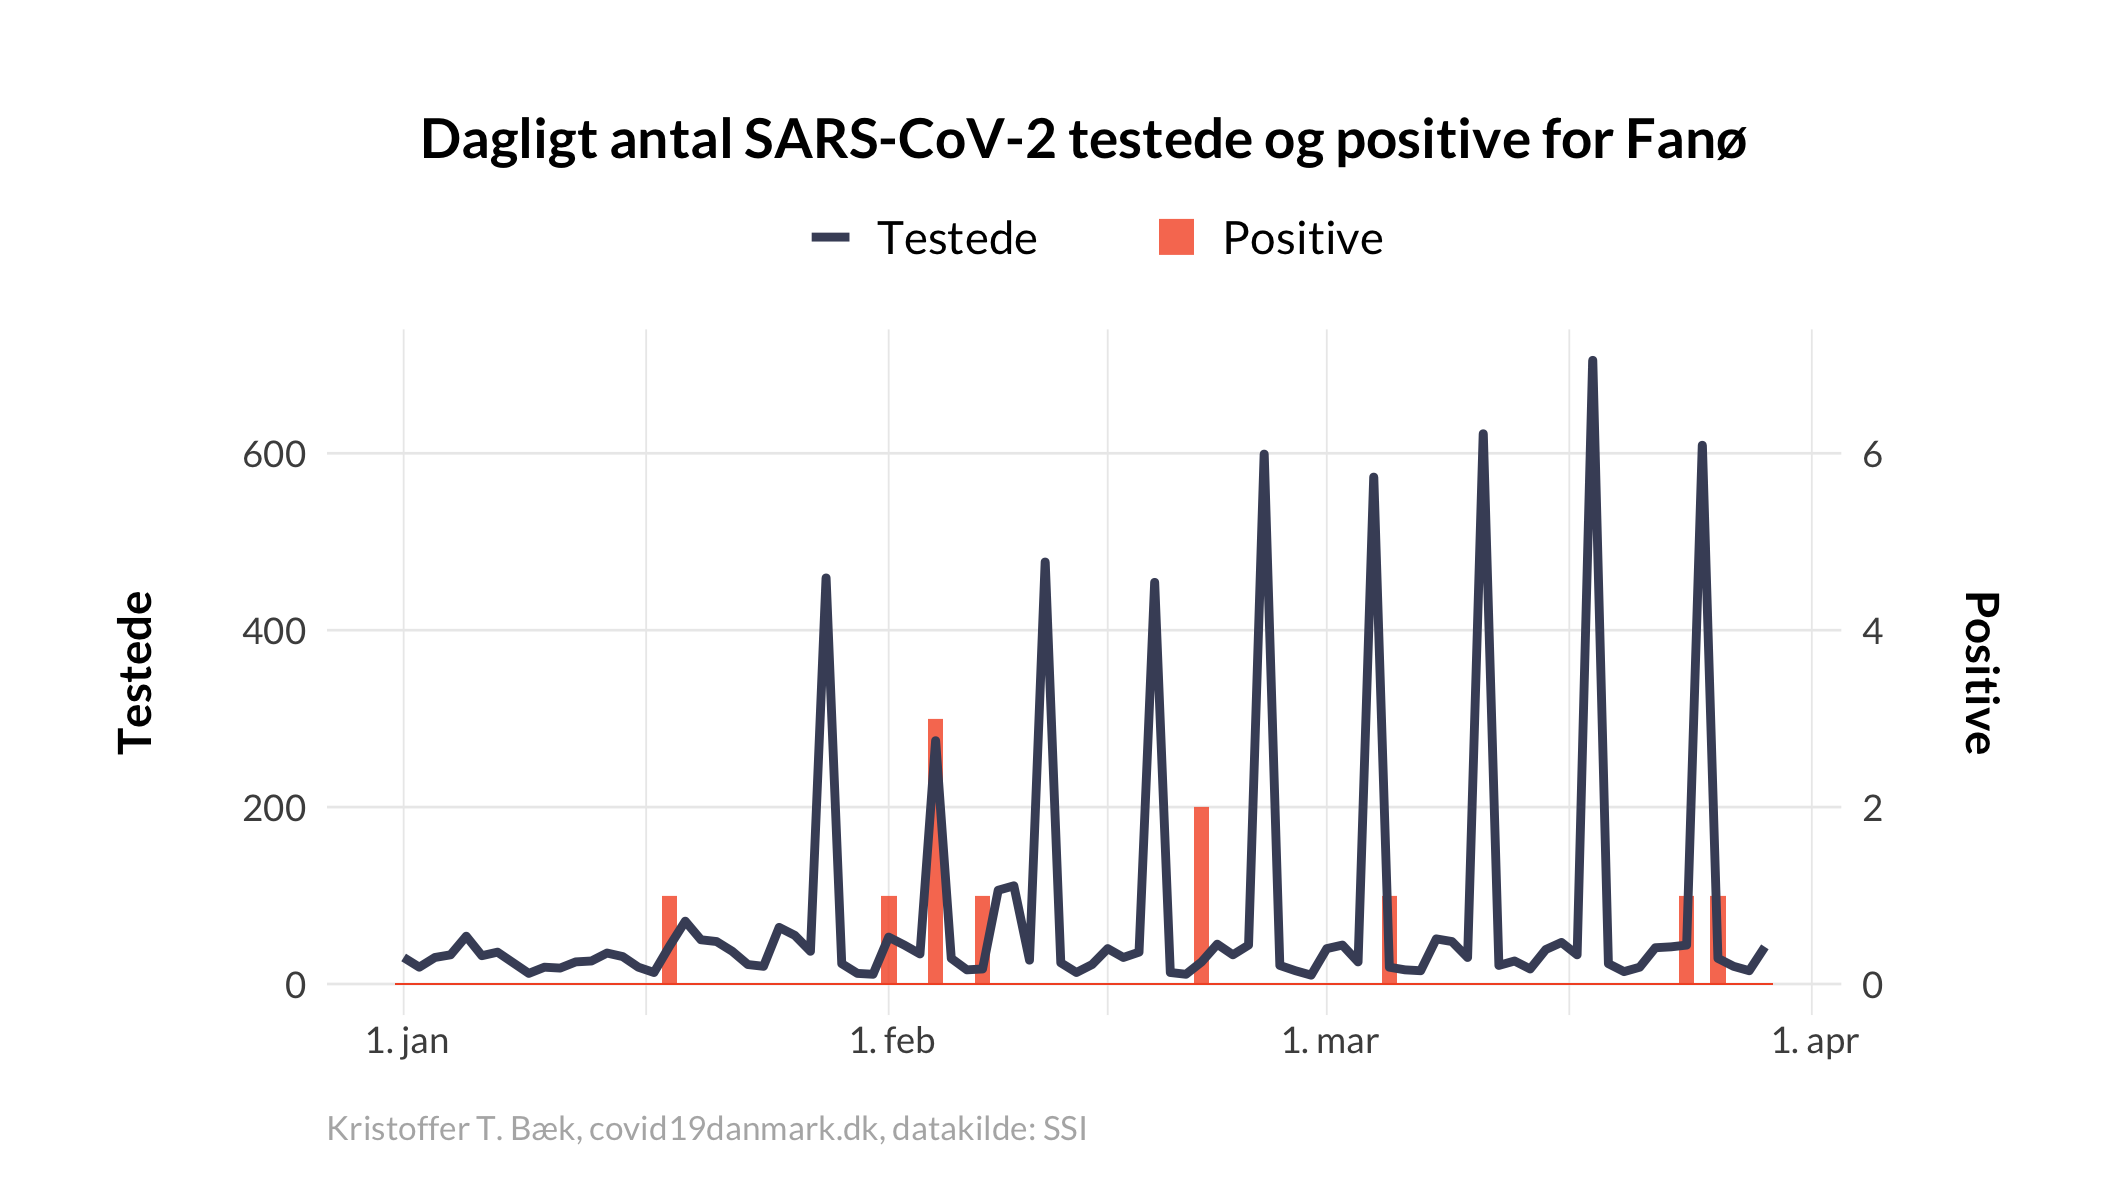 Dagligt antal SARS-CoV-2 testede og positive for Fanø
Testede Positive
600 6
400 4
200 2
0 0
Testede
Positive
1. jan 1. feb 1. mar 1. apr
Kristoffer T. Bæk, covid19danmark.dk, datakilde: SSI